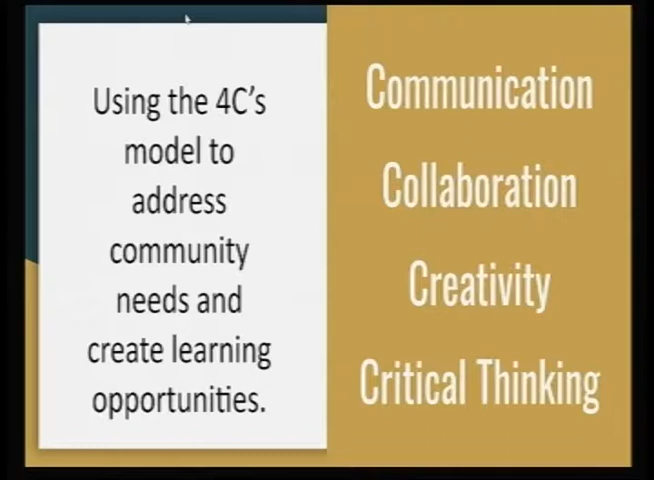 Using the 4C's
model to
address
community
needs and
create learning
opportunities.
Communication
Collaboration
Creativity
Critical Thinking